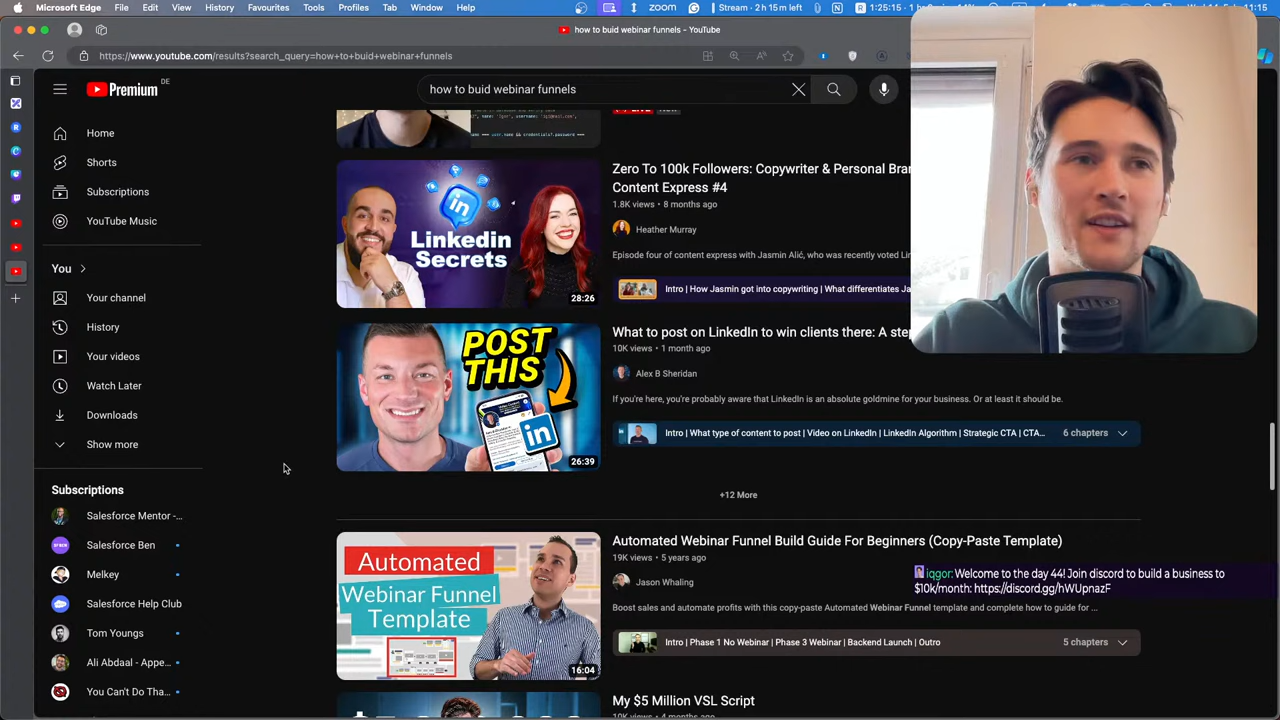 Microsoft Edge File Edit View History Favourites Tools Profiles Tab Window Help ZOOM Stream · 2 h 15 m left 1:25:15 11:15
how to buid webinar funnels - YouTube
https://www.youtube.com/results?search_query=how+to+buid+webinar+funnels
Premium DE
how to buid webinar funnels
Home
Shorts
Subscriptions
YouTube Music
You
Your channel
History
Your videos
Watch Later
Downloads
Show more
Subscriptions
Salesforce Mentor -...
Salesforce Ben
Melkey
Salesforce Help Club
Tom Youngs
Ali Abdaal - Appe...
You Can't Do Tha...
LIVE New
Linkedin
Secrets
28:26
Zero To 100k Followers: Copywriter & Personal
Content Express #4
1.8K views • 8 months ago
Heather Murray
Episode four of content express with Jasmin Alić, who was recently voted
Intro | How Jasmin got into copywriting | What differentiates
POST
THIS
in
26:39
What to post on LinkedIn to win clients there: A
10K views • 1 month ago
Alex B Sheridan
If you're here, you're probably aware that LinkedIn is an absolute goldmine for your business. Or at least it should be.
Intro | What type of content to post | Video on LinkedIn | LinkedIn Algorithm | Strategic CTA | CTA... 6 chapters
+12 More
Automated
Webinar Funnel
Template
16:04
Automated Webinar Funnel Build Guide For Beginners (Copy-Paste Template)
19K views • 5 years ago
Jason Whaling
Boost sales and automate profits with this copy-paste Automated Webinar Funnel template and complete how to guide for ...
Intro | Phase 1 No Webinar | Phase 3 Webinar | Backend Launch | Outro 5 chapters
iqgor: Welcome to the day 44! Join discord to build a business to
$10k/month: https://discord.gg/hWUpnazF
My $5 Million VSL Script